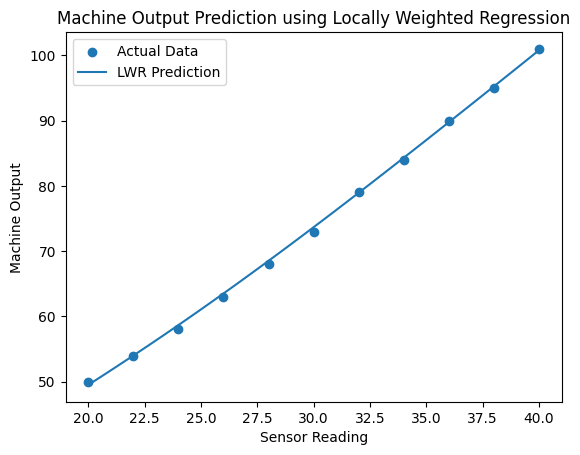 Machine Output Prediction using Locally Weighted Regression
Actual Data
LWR Prediction
100
90
80
70
60
50
Machine Output
20.0 22.5 25.0 27.5 30.0 32.5 35.0 37.5 40.0
Sensor Reading